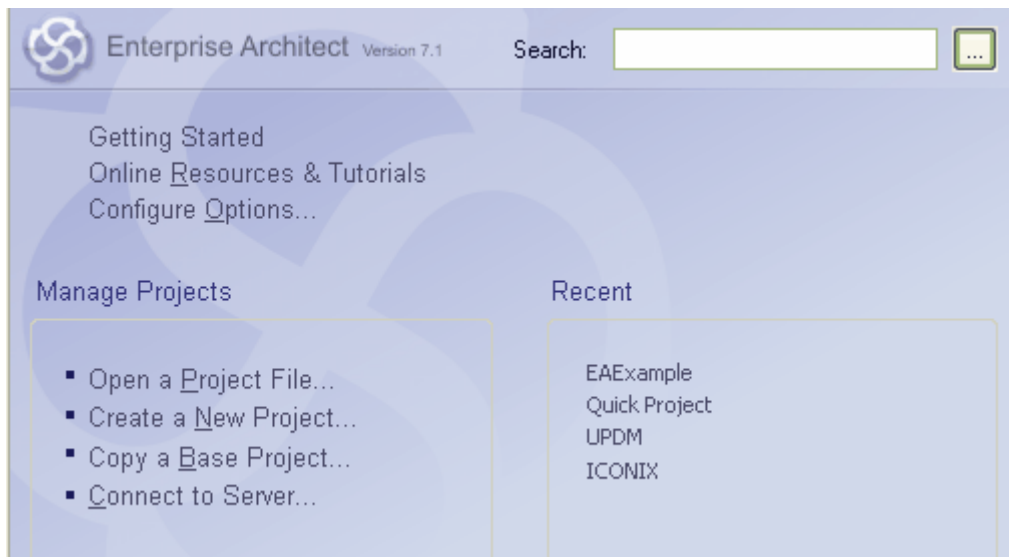 Enterprise Architect Version 7.1 Search: ...
Getting Started
Online Resources & Tutorials
Configure Options...
Manage Projects
Open a Project File...
Create a New Project...
Copy a Base Project...
Connect to Server...
Recent
EAExample
Quick Project
UPDM
ICONIX